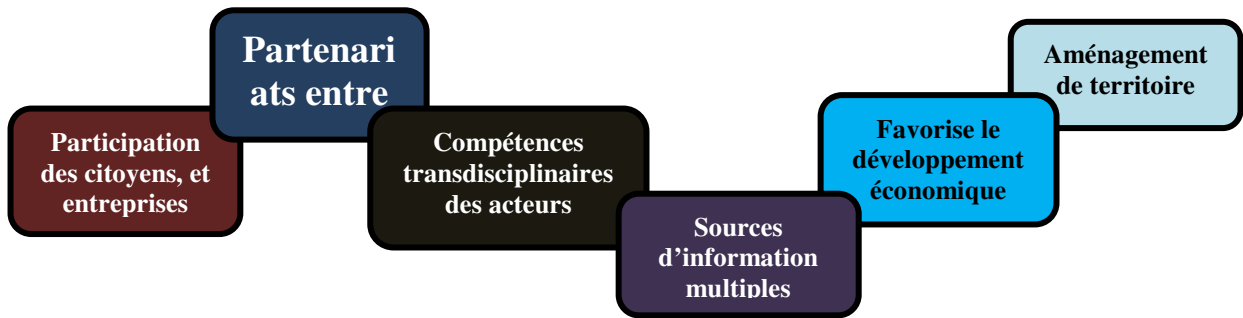 Participation
des citoyens, et
entreprises
Partenari
ats entre
Compétences
transdisciplinaires
des acteurs
Sources
d’information
multiples
Favorise le
développement
économique
Aménagement
de territoire